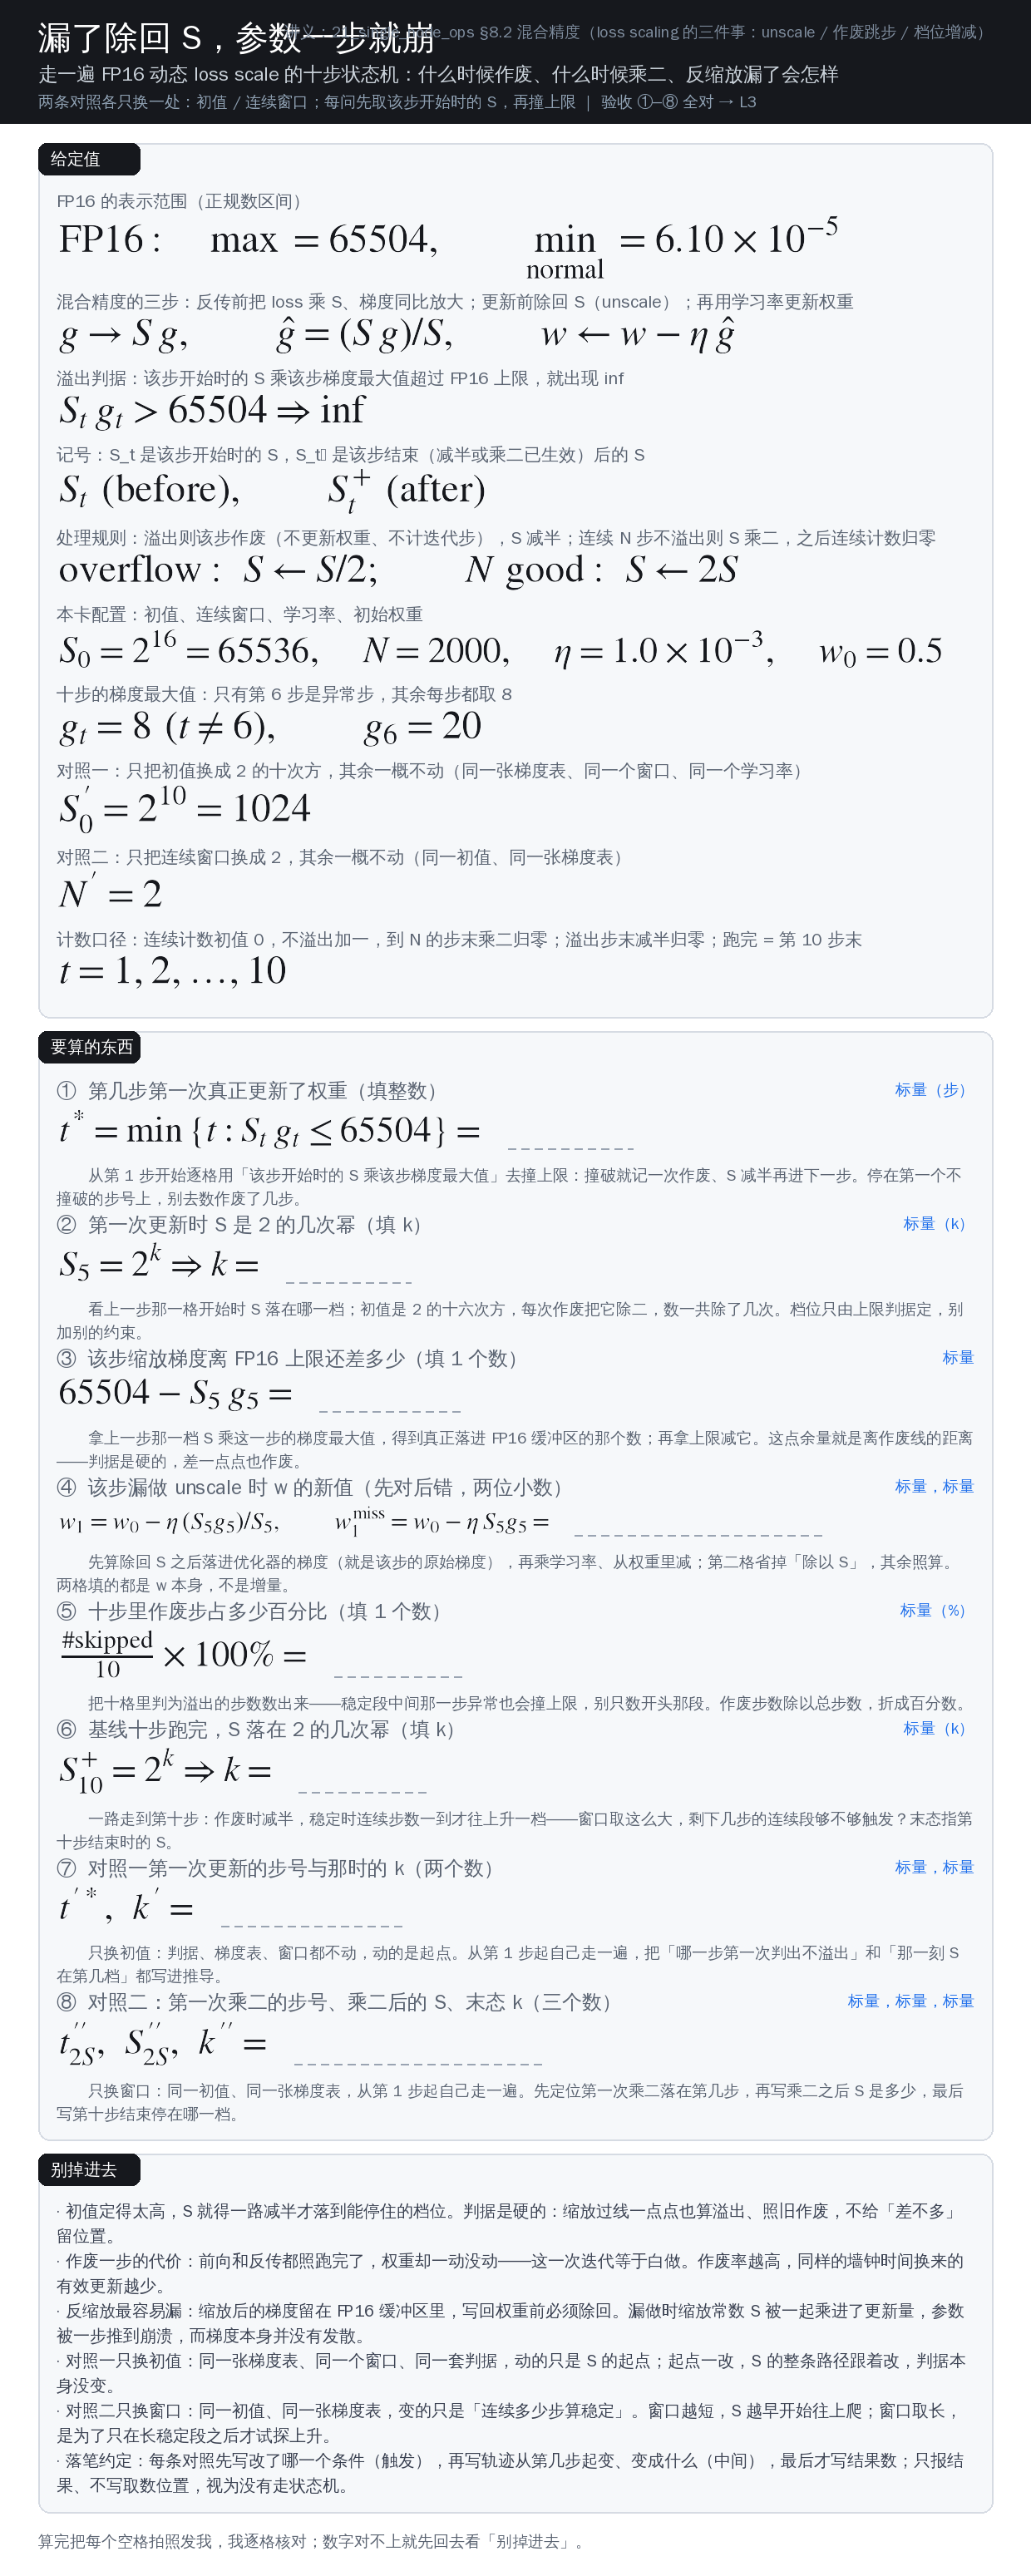 漏了除回 S，参数一步就崩
讲义：21_single_node_ops §8.2 混合精度（loss scaling 的三件事：unscale / 作废跳步 / 档位增减）
走一遍 FP16 动态 loss scale 的十步状态机：什么时候作废、什么时候乘二、反缩放漏了会怎样
两条对照各只换一处：初值 / 连续窗口；每问先取该步开始时的 S，再撞上限 ｜ 验收 ①—⑧ 全对 → L3
给定值
FP16 的表示范围（正规数区间）
FP16 : max = 65504, min normal = 6.10 × 10^−5
混合精度的三步：反传前把 loss 乘 S、梯度同比放大；更新前除回 S（unscale）；再用学习率更新权重
g → S g, ĝ = (S g)/S, w ← w − η ĝ
溢出判据：该步开始时的 S 乘该步梯度最大值超过 FP16 上限，就出现 inf
S_t g_t > 65504 ⇒ inf
记号：S_t 是该步开始时的 S，S_t▯ 是该步结束（减半或乘二已生效）后的 S
S_t (before), S_t^+ (after)
处理规则：溢出则该步作废（不更新权重、不计迭代步），S 减半；连续 N 步不溢出则 S 乘二，之后连续计数归零
overflow : S ← S/2; N good : S ← 2S
本卡配置：初值、连续窗口、学习率、初始权重
S_0 = 2^16 = 65536, N = 2000, η = 1.0 × 10^−3, w_0 = 0.5
十步的梯度最大值：只有第 6 步是异常步，其余每步都取 8
g_t = 8 (t ≠ 6), g_6 = 20
对照一：只把初值换成 2 的十次方，其余一概不动（同一张梯度表、同一个窗口、同一个学习率）
S_0′ = 2^10 = 1024
对照二：只把连续窗口换成 2，其余一概不动（同一初值、同一张梯度表）
N′ = 2
计数口径：连续计数初值 0，不溢出加一，到 N 的步末乘二归零；溢出步末减半归零；跑完 = 第 10 步末
t = 1, 2, …, 10
要算的东西
① 第几步第一次真正更新了权重（填整数） 标量（步）
t^* = min {t : S_t g_t ≤ 65504} =
从第 1 步开始逐格用「该步开始时的 S 乘该步梯度最大值」去撞上限：撞破就记一次作废、S 减半再进下一步。停在第一个不
撞破的步号上，别去数作废了几步。
② 第一次更新时 S 是 2 的几次幂（填 k） 标量（k）
S_5 = 2^k ⇒ k =
看上一步那一格开始时 S 落在哪一档；初值是 2 的十六次方，每次作废把它除二，数一共除了几次。档位只由上限判据定，别
加别的约束。
③ 该步缩放梯度离 FP16 上限还差多少（填 1 个数） 标量
65504 − S_5 g_5 =
拿上一步那一档 S 乘这一步的梯度最大值，得到真正落进 FP16 缓冲区的那个数；再拿上限减它。这点余量就是离作废线的距离
——判据是硬的，差一点点也作废。
④ 该步漏做 unscale 时 w 的新值（先对后错，两位小数） 标量，标量
w_1 = w_0 − η (S_5g_5)/S_5, w_1^miss = w_0 − η S_5g_5 =
先算除回 S 之后落进优化器的梯度（就是该步的原始梯度），再乘学习率、从权重里减；第二格省掉「除以 S」，其余照算。
两格填的都是 w 本身，不是增量。
⑤ 十步里作废步占多少百分比（填 1 个数） 标量（%）
#skipped/10 × 100% =
把十格里判为溢出的步数数出来——稳定段中间那一步异常也会撞上限，别只数开头那段。作废步数除以总步数，折成百分数。
⑥ 基线十步跑完，S 落在 2 的几次幂（填 k） 标量（k）
S_10^+ = 2^k ⇒ k =
一路走到第十步：作废时减半，稳定时连续步数一到才往上升一档——窗口取这么大，剩下几步的连续段够不够触发？末态指第
十步结束时的 S。
⑦ 对照一第一次更新的步号与那时的 k（两个数） 标量，标量
t′^*, k′ =
只换初值：判据、梯度表、窗口都不动，动的是起点。从第 1 步起自己走一遍，把「哪一步第一次判出不溢出」和「那一刻 S
在第几档」都写进推导。
⑧ 对照二：第一次乘二的步号、乘二后的 S、末态 k（三个数） 标量，标量，标量
t_2S″, S_2S″, k″ =
只换窗口：同一初值、同一张梯度表，从第 1 步起自己走一遍。先定位第一次乘二落在第几步，再写乘二之后 S 是多少，最后
写第十步结束停在哪一档。
别掉进去
· 初值定得太高，S 就得一路减半才落到能停住的档位。判据是硬的：缩放过线一点点也算溢出、照旧作废，不给「差不多」
留位置。
· 作废一步的代价：前向和反传都照跑完了，权重却一动没动——这一次迭代等于白做。作废率越高，同样的墙钟时间换来的
有效更新越少。
· 反缩放最容易漏：缩放后的梯度留在 FP16 缓冲区里，写回权重前必须除回。漏做时缩放常数 S 被一起乘进了更新量，参数
被一步推到崩溃，而梯度本身并没有发散。
· 对照一只换初值：同一张梯度表、同一个窗口、同一套判据，动的只是 S 的起点；起点一改，S 的整条路径跟着改，判据本
身没变。
· 对照二只换窗口：同一初值、同一张梯度表，变的只是「连续多少步算稳定」。窗口越短，S 越早开始往上爬；窗口取长，
是为了只在长稳定段之后才试探上升。
· 落笔约定：每条对照先写改了哪一个条件（触发），再写轨迹从第几步起变、变成什么（中间），最后才写结果数；只报结
果、不写取数位置，视为没有走状态机。
算完把每个空格拍照发我，我逐格核对；数字对不上就先回去看「别掉进去」。